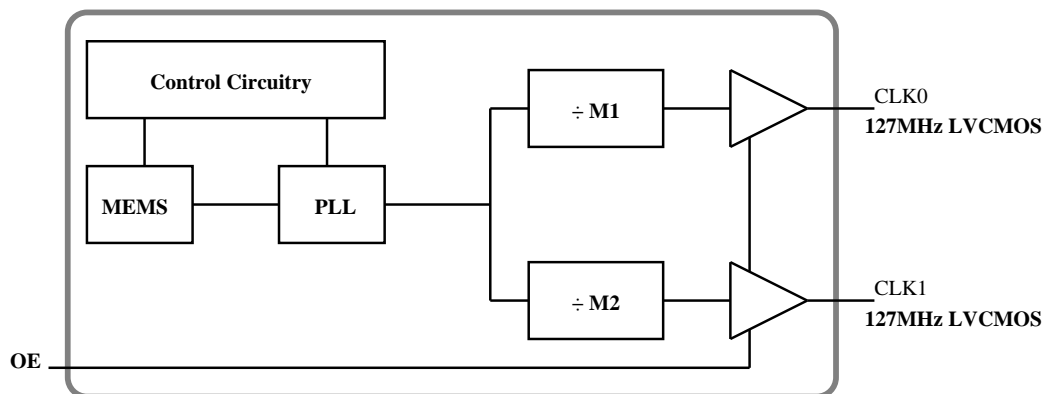 Control Circuitry
MEMS
PLL
÷ M1
÷ M2
CLK0
127MHz LVCMOS
CLK1
127MHz LVCMOS
OE